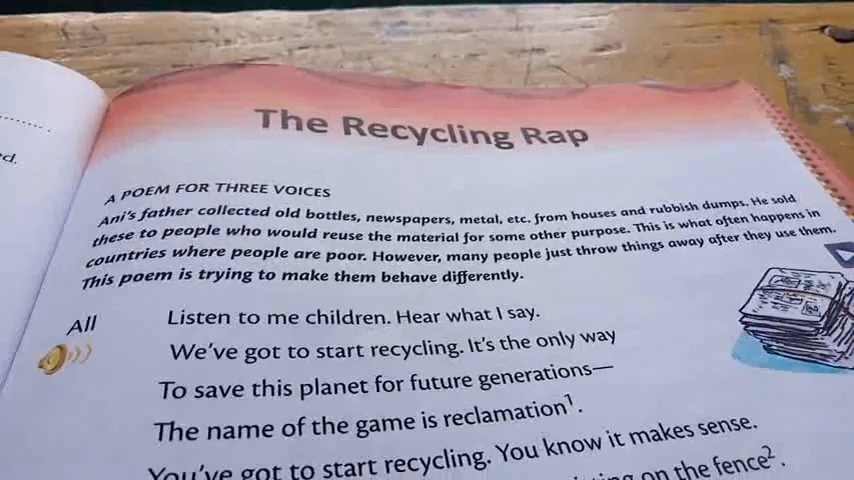 ed.
The Recycling Rap
A POEM FOR THREE VOICES
Ani's father collected old bottles, newspapers, metal, etc. from houses and rubbish dumps. He sold
these to people who would reuse the material for some other purpose. This is what often happens in
countries where people are poor. However, many people just throw things away after they use them.
This poem is trying to make them behave differently.
All Listen to me children. Hear what I say.
We've got to start recycling. It's the only way
To save this planet for future generations—
The name of the game is reclamation¹.
You've got to start recycling. You know it makes sense.
on the fence².